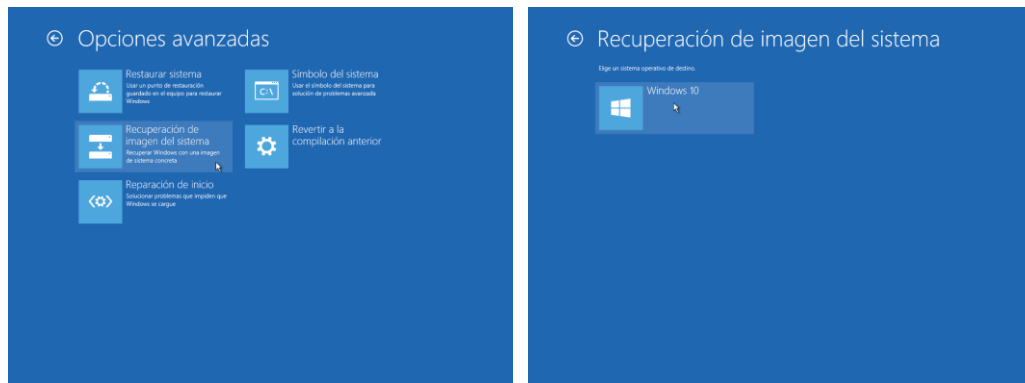 Opciones avanzadas
Restaurar sistema
Usar un punto de restauración
guardado en el equipo para restaurar
Windows
Símbolo del sistema
Usar el símbolo del sistema para
solución de problemas avanzada
C:\
Recuperación de
imagen del sistema
Recuperar Windows con una imagen
de sistema concreta
Revertir a la
compilación anterior
Reparación de inicio
Solucionar problemas que impiden que
Windows se cargue
Recuperación de imagen del sistema
Elige un sistema operativo de destino.
Windows 10